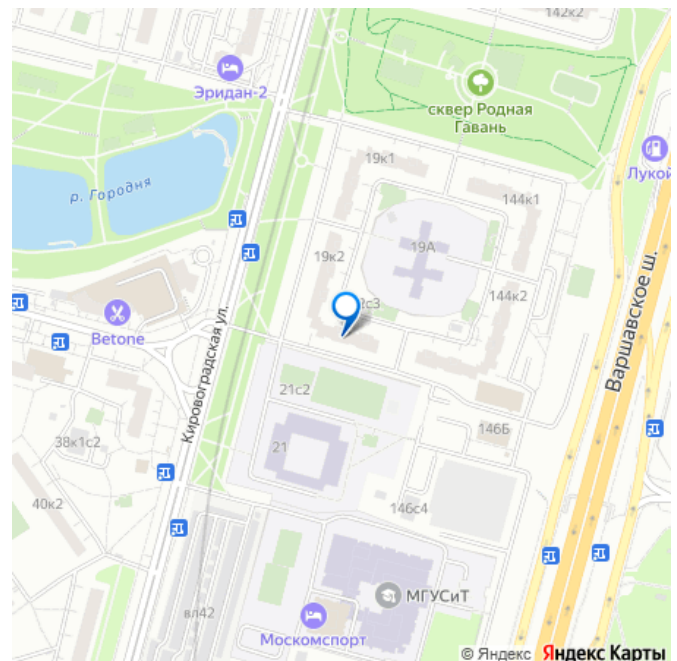 142к2
Эридан-2
сквер Родная
Гавань
Лукой
р. Городня
19к1
144к1
19А
19к2
2с3
144к2
Варшавское ш.
Betone
Кировоградская ул.
21с2
38к1с2
21
146Б
40к2
146с4
вл42
МГУСиТ
Москомспорт
© Яндекс Яндекс Карты